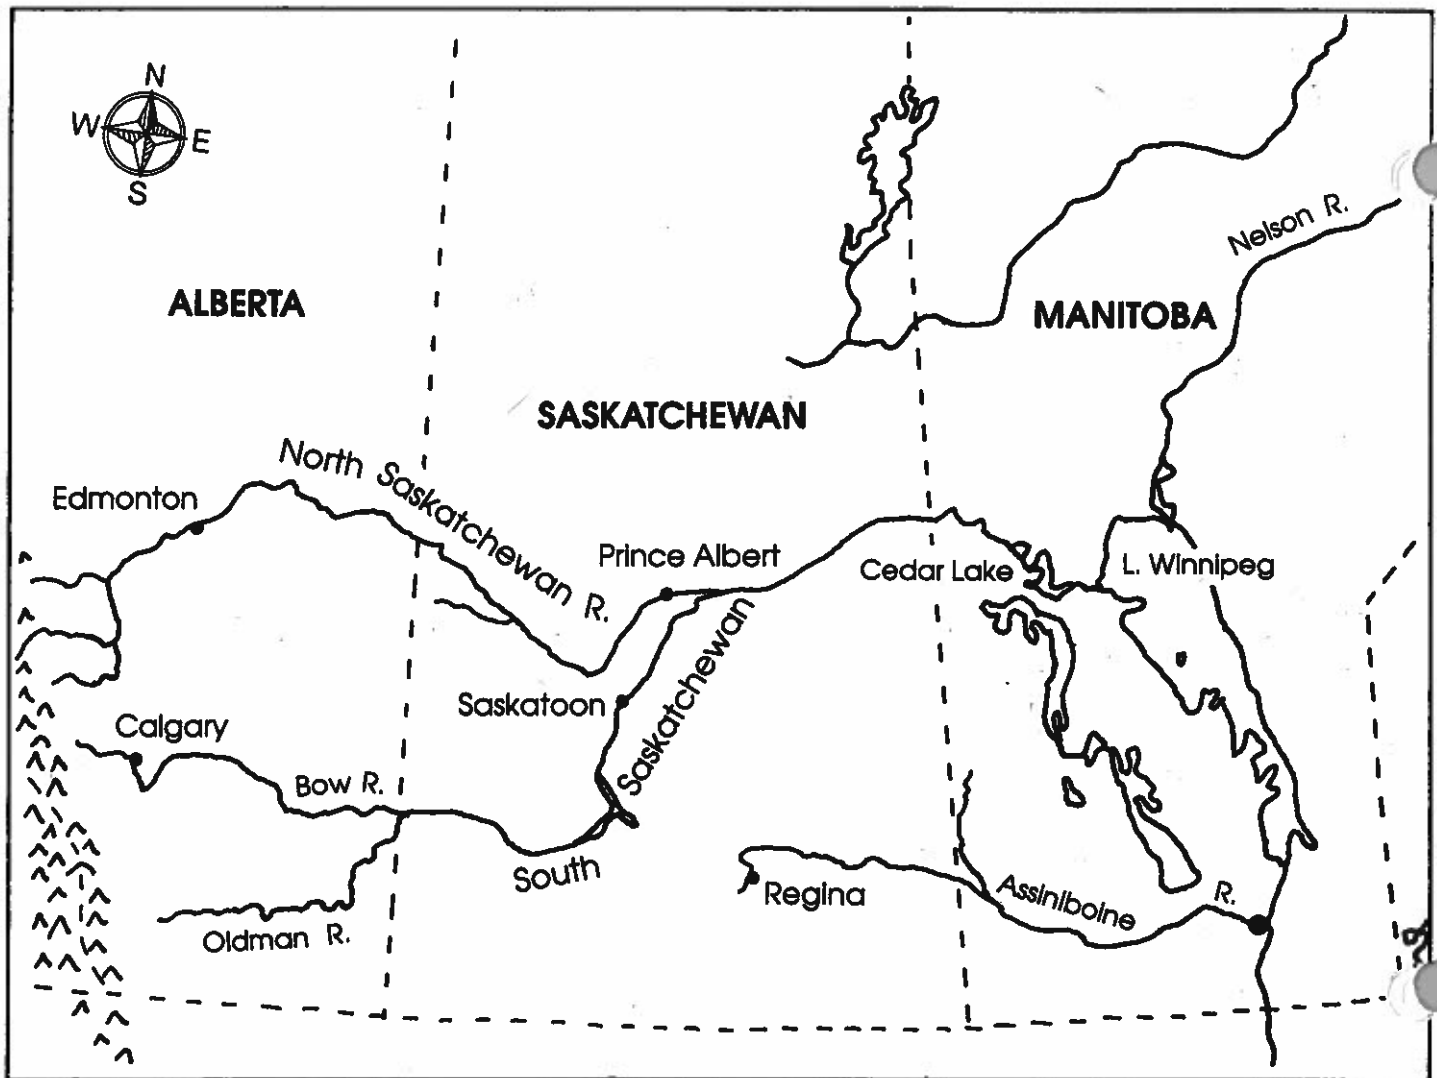 N
W
E
S
Nelson R.
ALBERTA
MANITOBA
SASKATCHEWAN
North Saskatchewan R.
Edmonton
Prince Albert
Cedar Lake
L. Winnipeg
Saskatoon
Calgary
Bow R.
South Saskatchewan
Regina
Assiniboine R.
Oldman R.